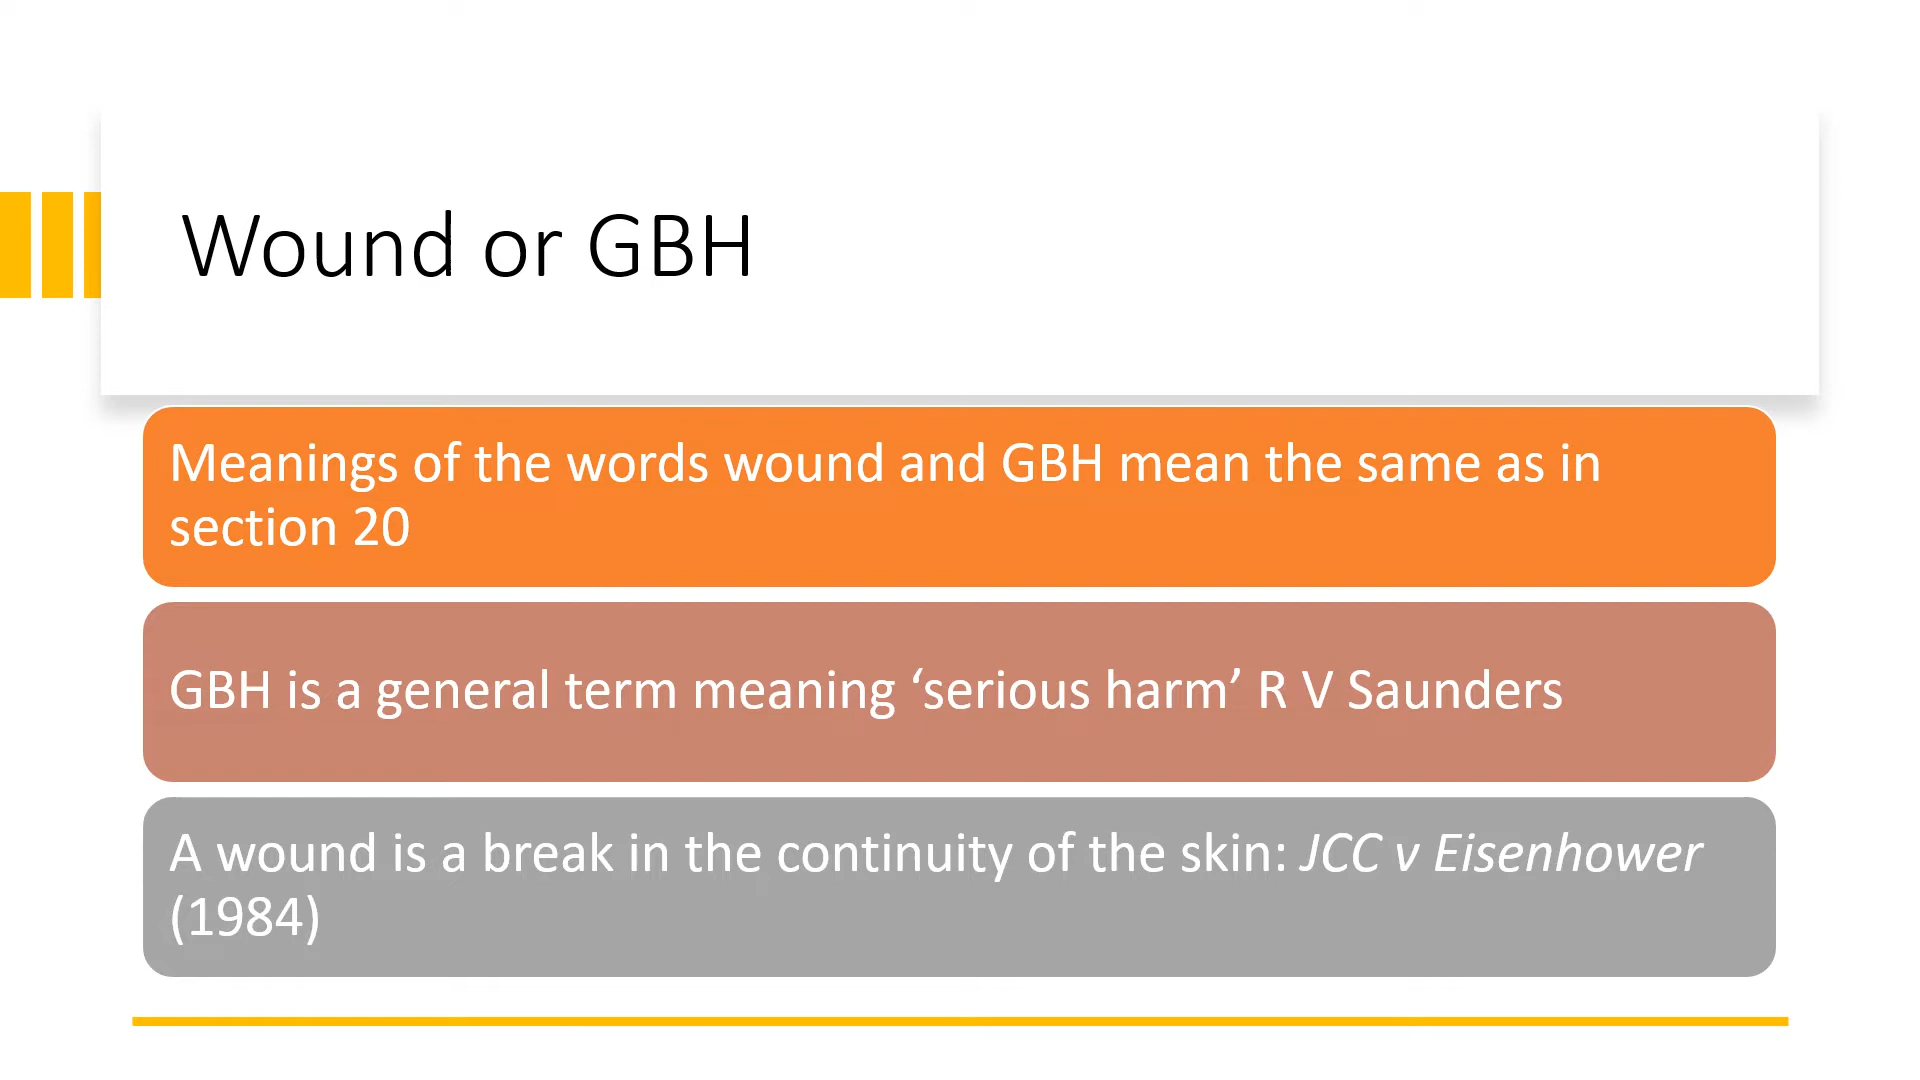 Wound or GBH
Meanings of the words wound and GBH mean the same as in
section 20
GBH is a general term meaning ‘serious harm’ R V Saunders
A wound is a break in the continuity of the skin: JCC v Eisenhower
(1984)